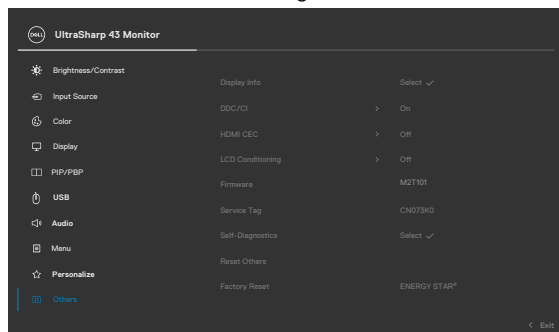 DELL UltraSharp 43 Monitor
Brightness/Contrast
Input Source
Color
Display
PIP/PBP
USB
Audio
Menu
Personalize
Others
Display Info Select ✓
DDC/CI > On
HDMI CEC > Off
LCD Conditioning > Off
Firmware M2T101
Service Tag CN073K0
Self-Diagnostics Select ✓
Reset Others
Factory Reset ENERGY STAR®
< Exit